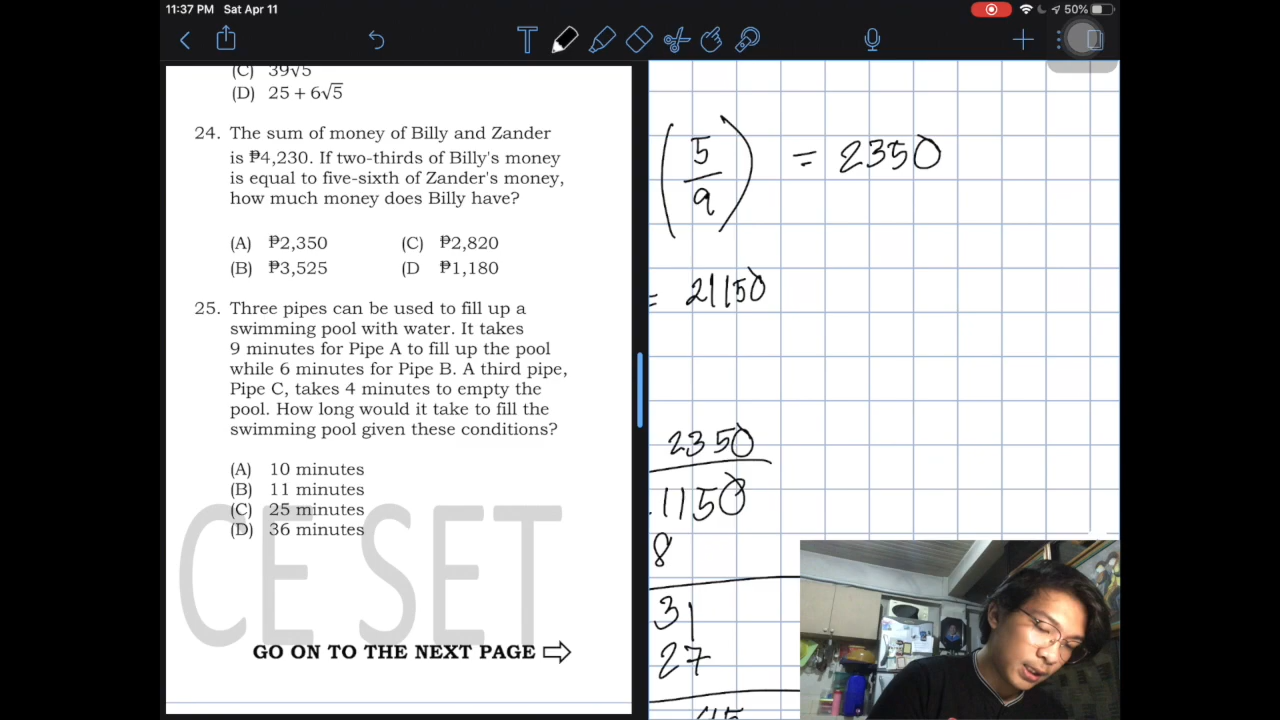 11:37 PM Sat Apr 11
50%
(C) 39√5
(D) 25 + 6√5
24. The sum of money of Billy and Zander
is ₱4,230. If two-thirds of Billy's money
is equal to five-sixth of Zander's money,
how much money does Billy have?
(A) ₱2,350 (C) ₱2,820
(B) ₱3,525 (D ₱1,180
25. Three pipes can be used to fill up a
swimming pool with water. It takes
9 minutes for Pipe A to fill up the pool
while 6 minutes for Pipe B. A third pipe,
Pipe C, takes 4 minutes to empty the
pool. How long would it take to fill the
swimming pool given these conditions?
(A) 10 minutes
(B) 11 minutes
(C) 25 minutes
(D) 36 minutes
CE SET
GO ON TO THE NEXT PAGE
(5/9) = 2350
= 21150
2350
1150
8
31
27